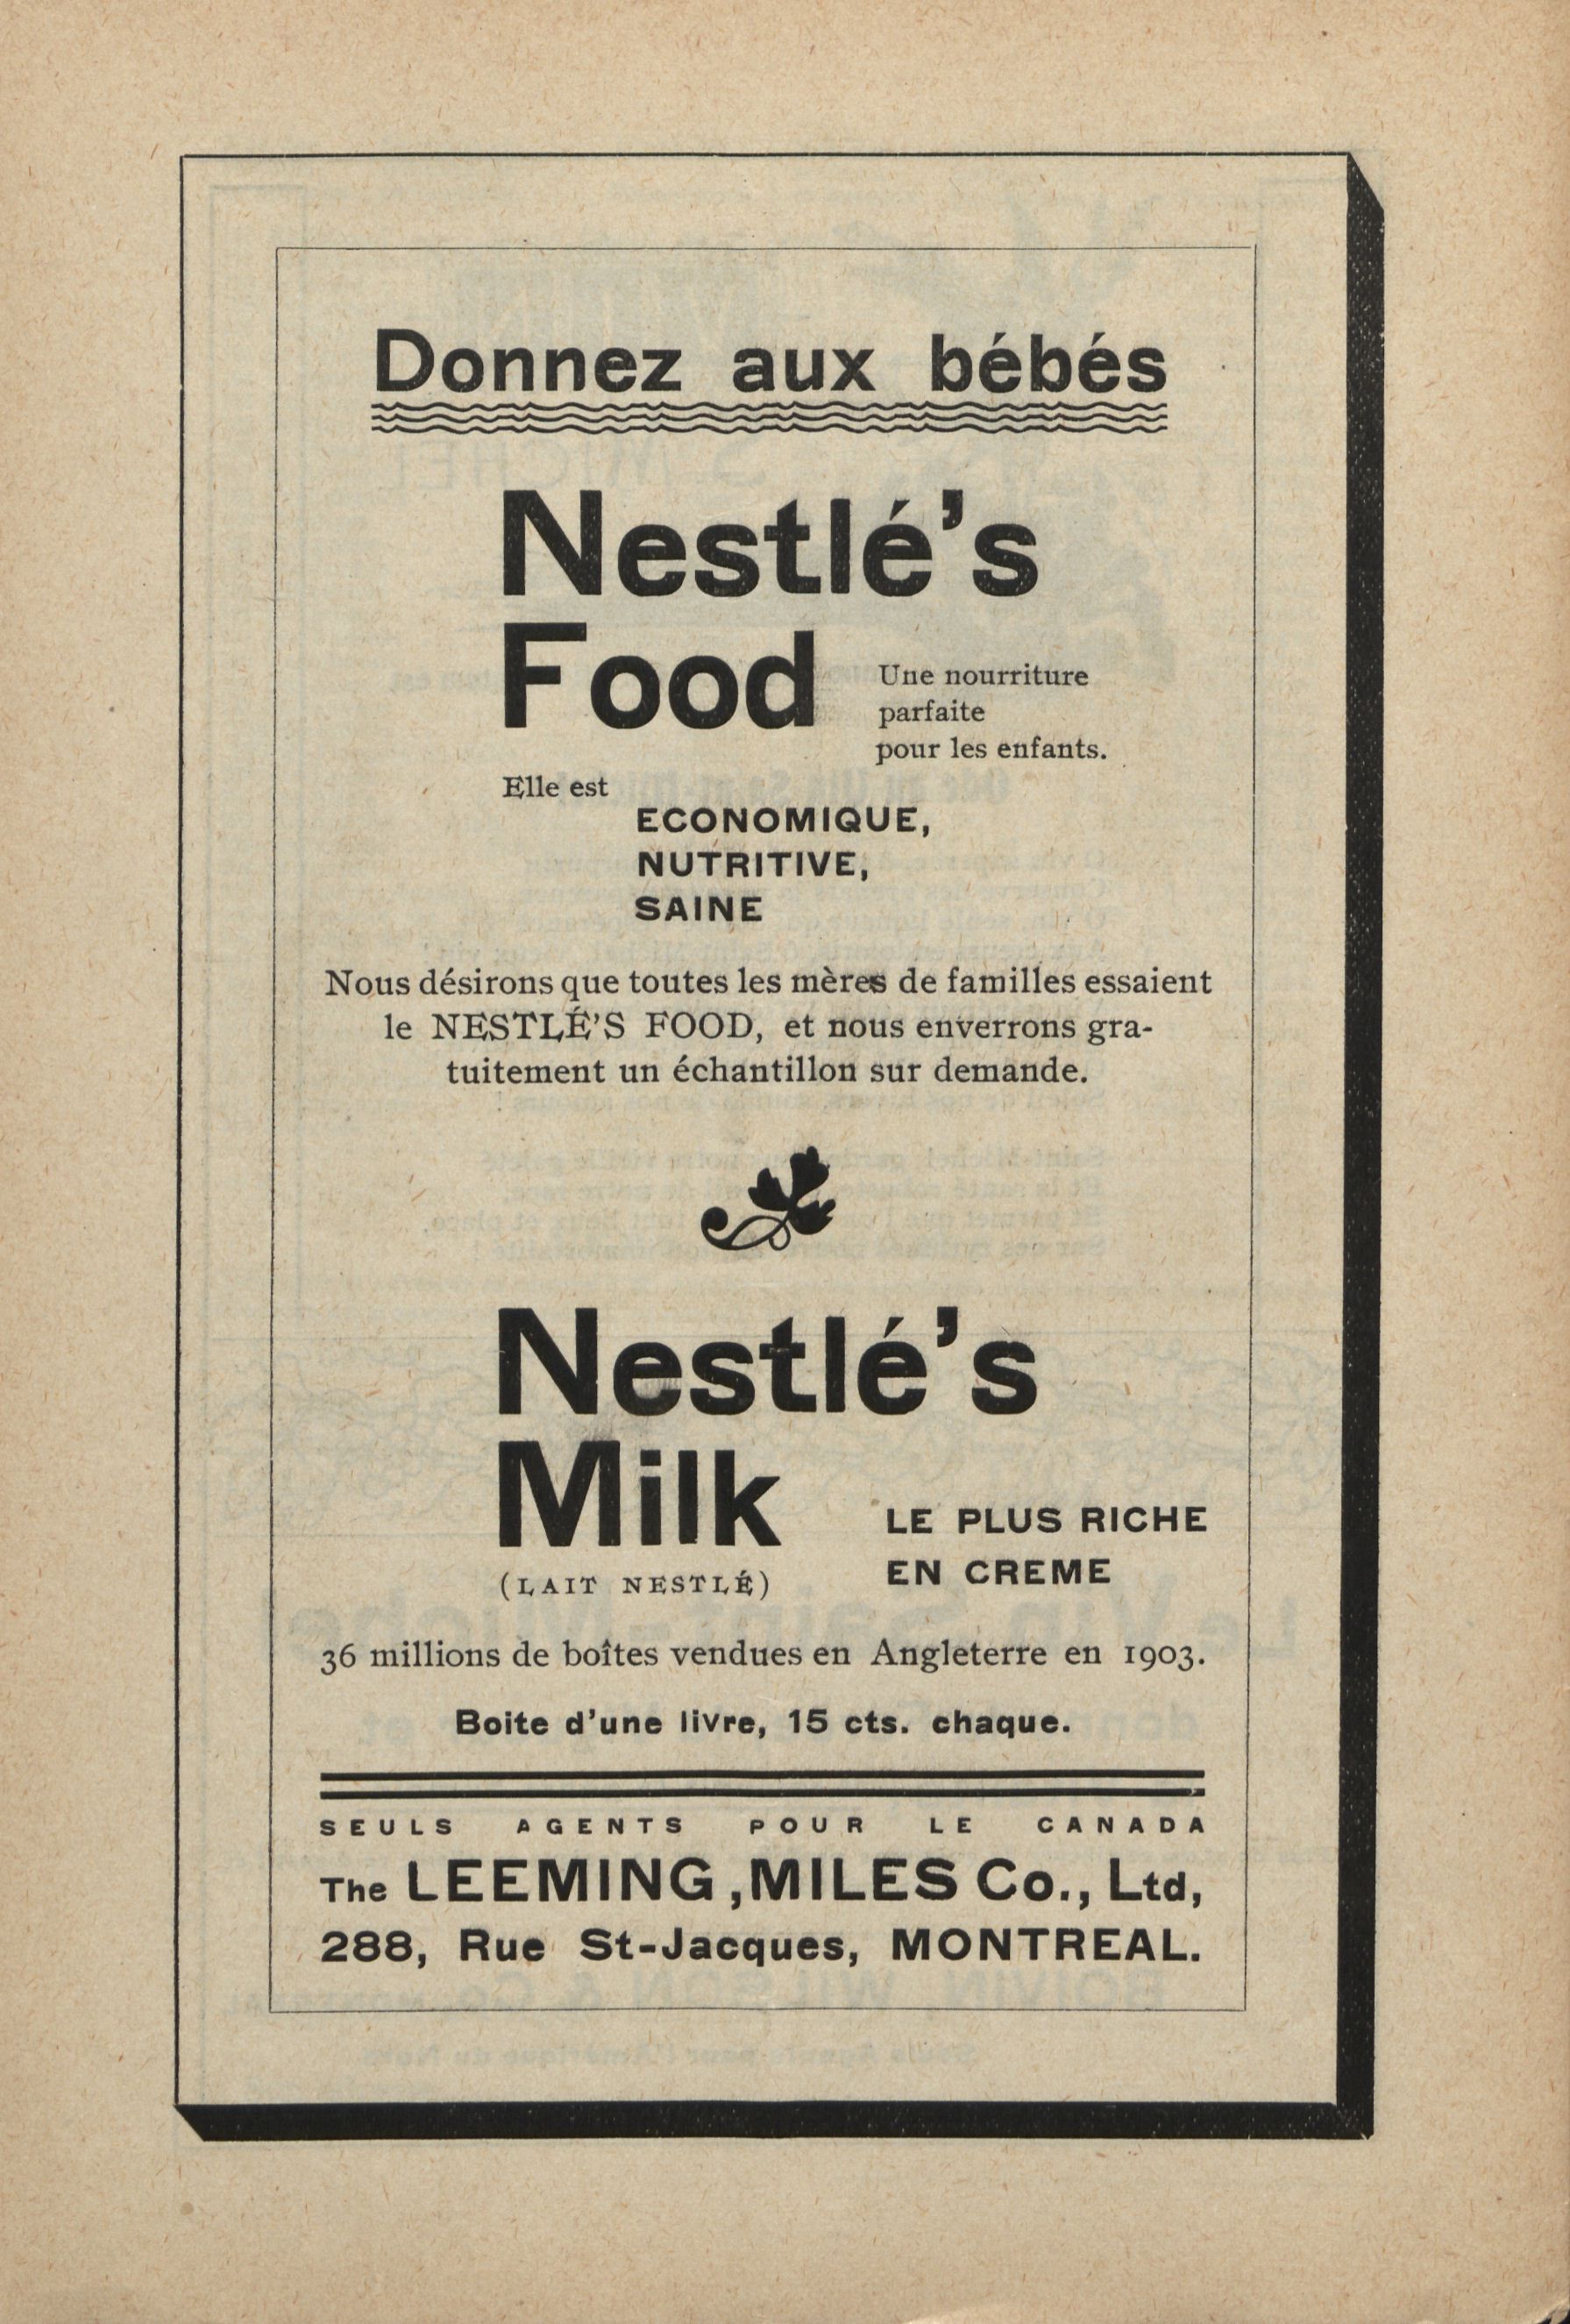 Donnez aux bébés
Nestlé's
Food
Une nourriture
parfaite
pour les enfants.
Elle est
ECONOMIQUE,
NUTRITIVE,
SAINE
Nous désirons que toutes les mères de familles essaient
le NESTLÉ'S FOOD, et nous enverrons gra-
tuitement un échantillon sur demande.
Nestlé's
Milk
(LAIT NESTLÉ)
LE PLUS RICHE
EN CREME
36 millions de boîtes vendues en Angleterre en 1903.
Boite d'une livre, 15 cts. chaque.
SEULS AGENTS POUR LE CANADA
The LEEMING, MILES Co., Ltd,
288, Rue St-Jacques, MONTREAL.